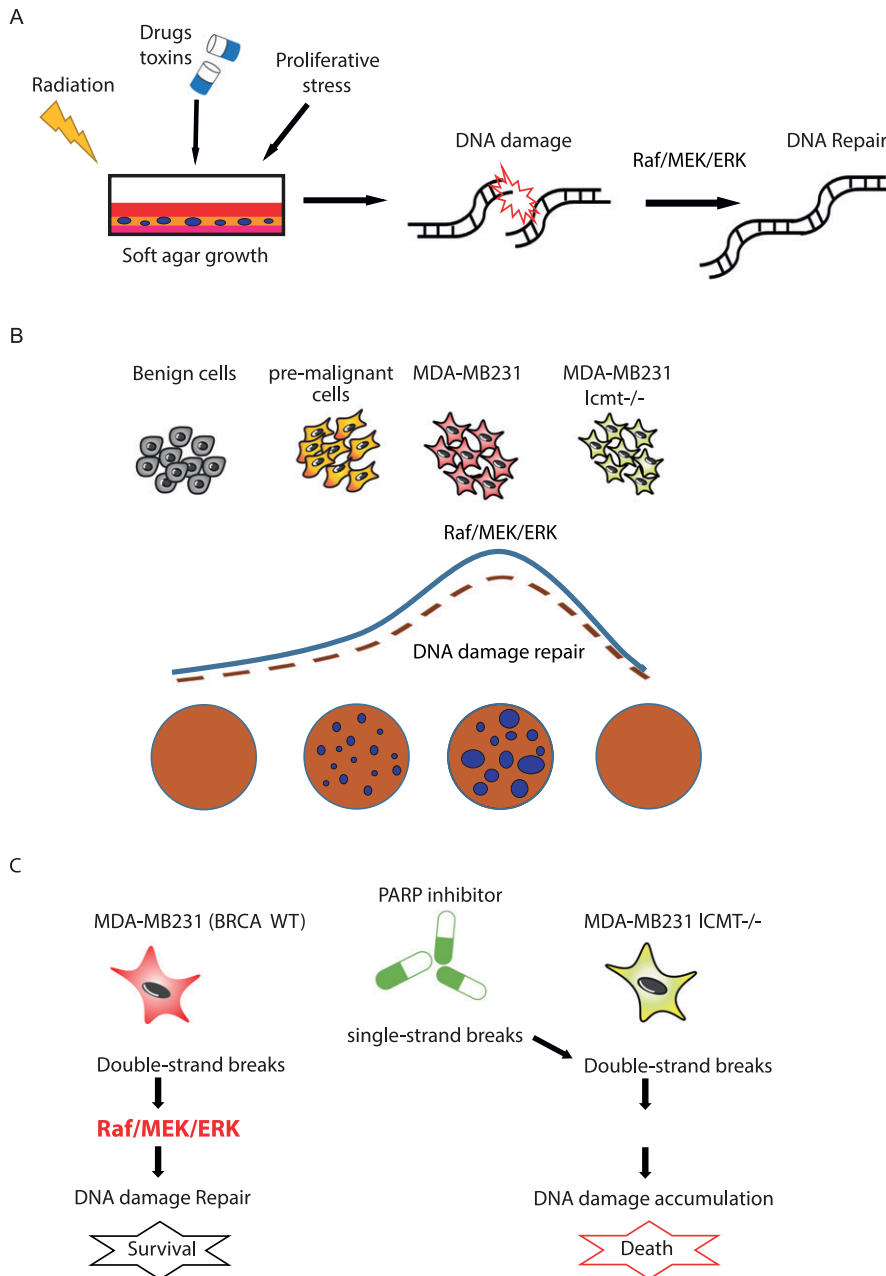 A
Drugs
toxins
Proliferative
stress
Radiation
Soft agar growth
DNA damage
Raf/MEK/ERK
DNA Repair
B
Benign cells
pre-malignant
cells
MDA-MB231
MDA-MB231
Icmt-/-
Raf/MEK/ERK
DNA damage repair
C
MDA-MB231 (BRCA WT)
PARP inhibitor
MDA-MB231 ICMT-/-
single-strand breaks
Double-strand breaks
Double-strand breaks
Raf/MEK/ERK
DNA damage Repair
DNA damage accumulation
Survival
Death